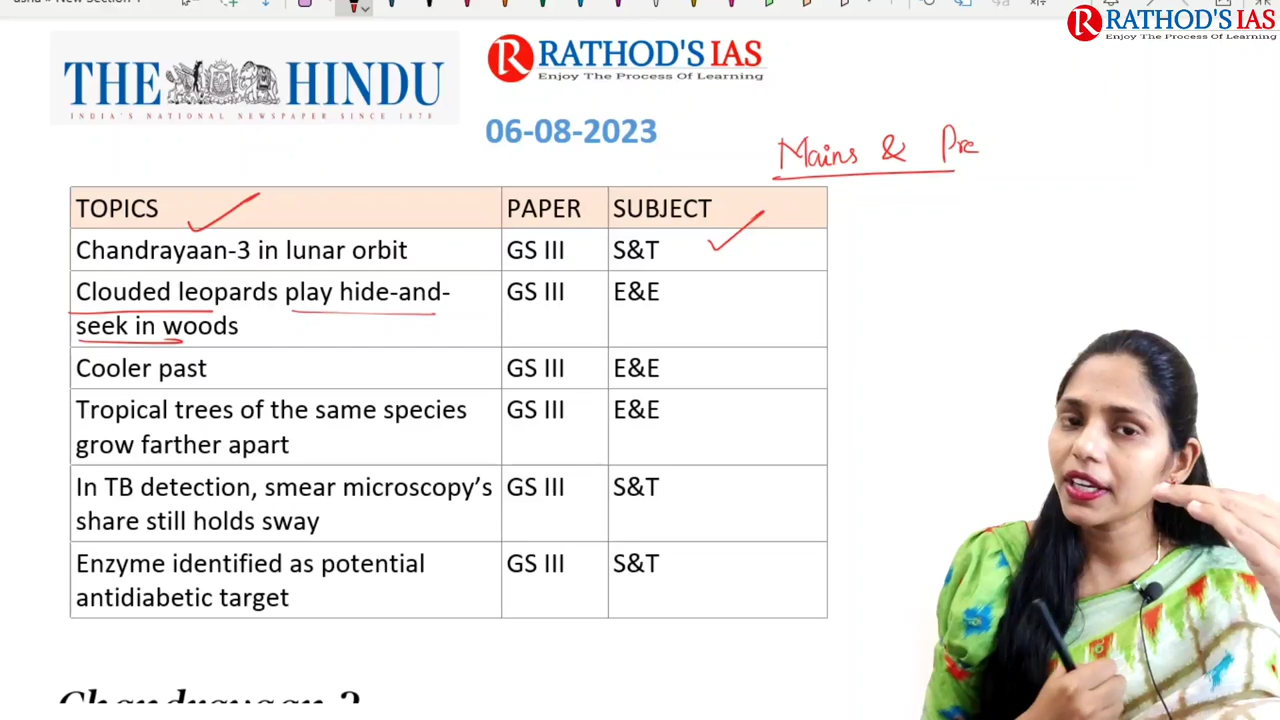 RATHOD'S IAS
Enjoy The Process Of Learning
THE HINDU
INDIA'S NATIONAL NEWSPAPER SINCE 1878
RATHOD'S IAS
Enjoy The Process Of Learning
06-08-2023
Mains & Pre
TOPICS PAPER SUBJECT
Chandrayaan-3 in lunar orbit GS III S&T
Clouded leopards play hide-and- GS III E&E
seek in woods
Cooler past GS III E&E
Tropical trees of the same species GS III E&E
grow farther apart
In TB detection, smear microscopy’s GS III S&T
share still holds sway
Enzyme identified as potential GS III S&T
antidiabetic target